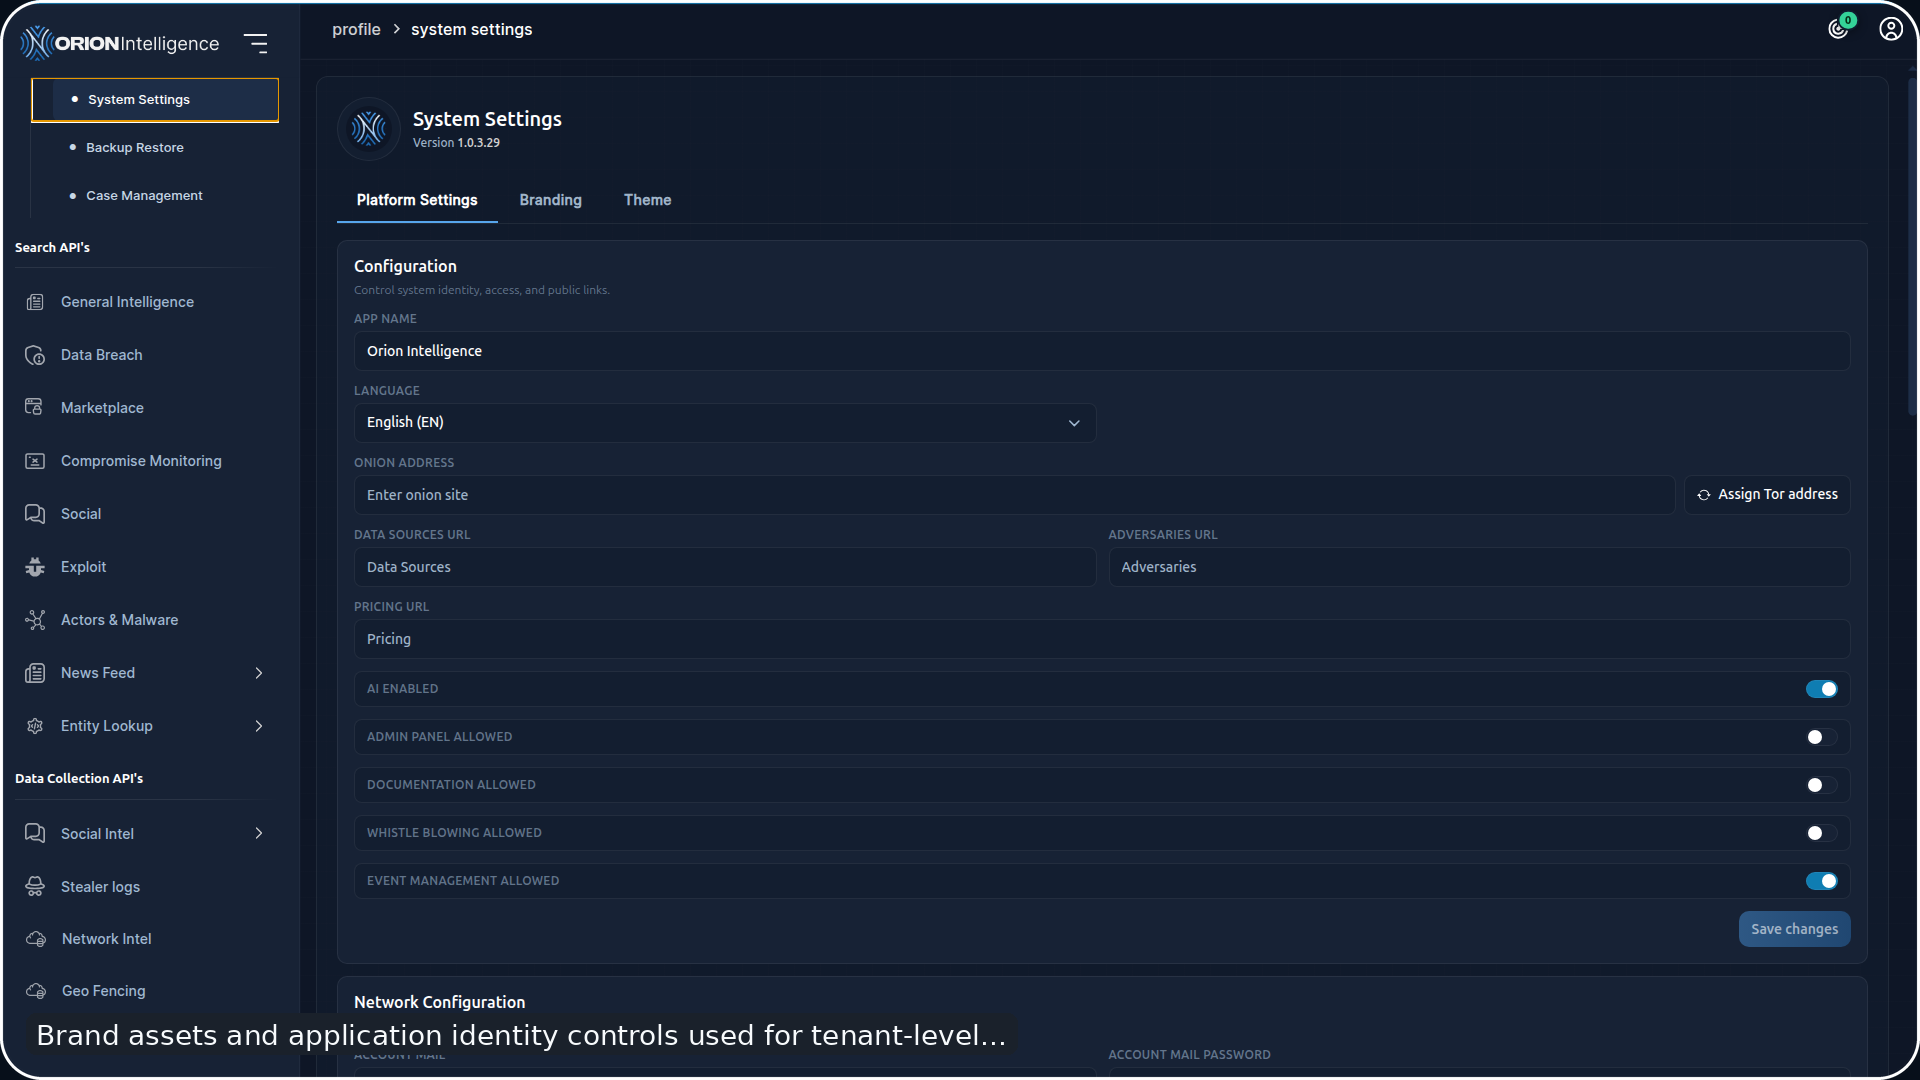 ORIONIntelligence
System Settings
Backup Restore
Case Management
Search API's
General Intelligence
Data Breach
Marketplace
Compromise Monitoring
Social
Exploit
Actors & Malware
News Feed
Entity Lookup
Data Collection API's
Social Intel
Stealer logs
Network Intel
Geo Fencing
profile > system settings
0
System Settings
Version 1.0.3.29
Platform Settings Branding Theme
Configuration
Control system identity, access, and public links.
APP NAME
Orion Intelligence
LANGUAGE
English (EN)
ONION ADDRESS
Enter onion site Assign Tor address
DATA SOURCES URL ADVERSARIES URL
Data Sources Adversaries
PRICING URL
Pricing
AI ENABLED
ADMIN PANEL ALLOWED
DOCUMENTATION ALLOWED
WHISTLE BLOWING ALLOWED
EVENT MANAGEMENT ALLOWED
Save changes
Network Configuration
Brand assets and application identity controls used for tenant-level...
ACCOUNT MAIL ACCOUNT MAIL PASSWORD